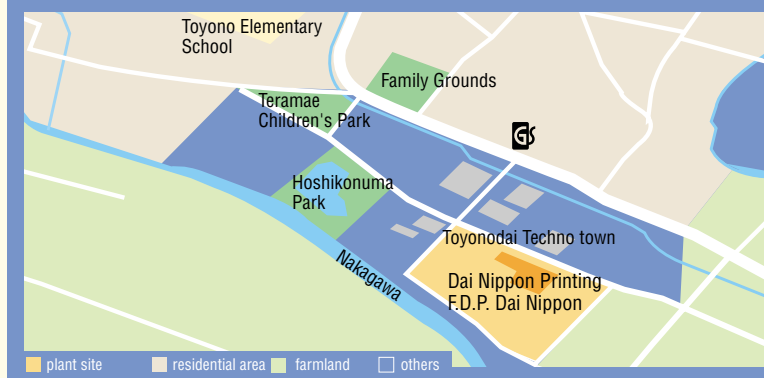 Toyono Elementary
School
Family Grounds
Teramae
Children's Park
GS
Hoshikonuma
Park
Toyonodai Techno town
Nakagawa
Dai Nippon Printing
F.D.P. Dai Nippon
plant site
residential area
farmland
others